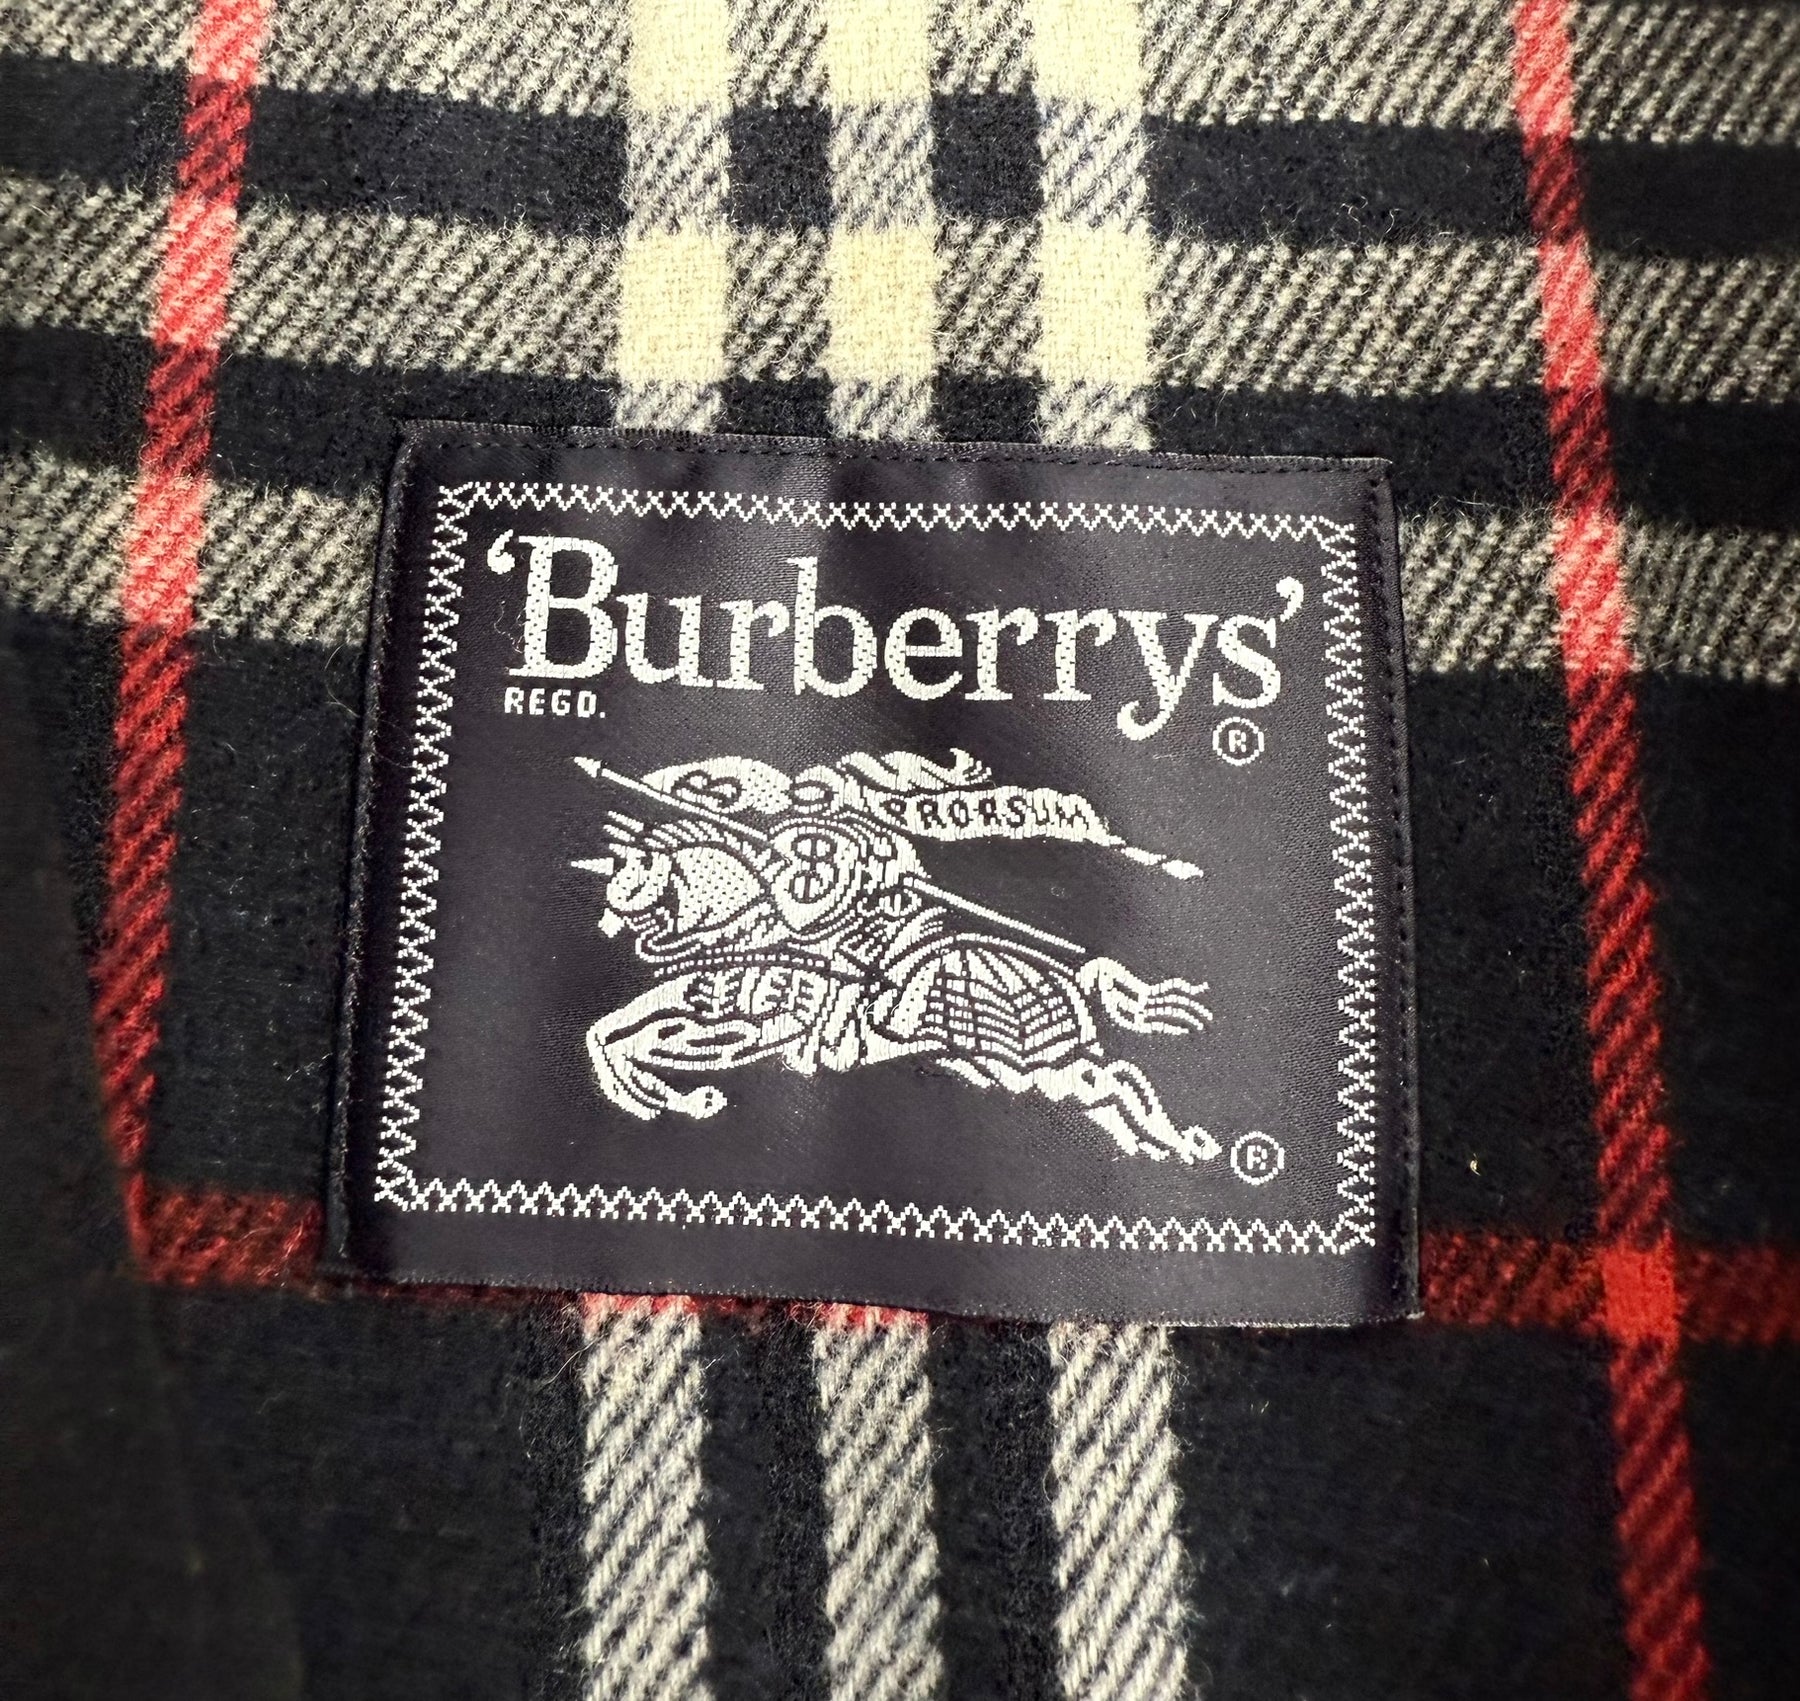 ‘Burberrys’
REGD.
®
PRORSUM
®